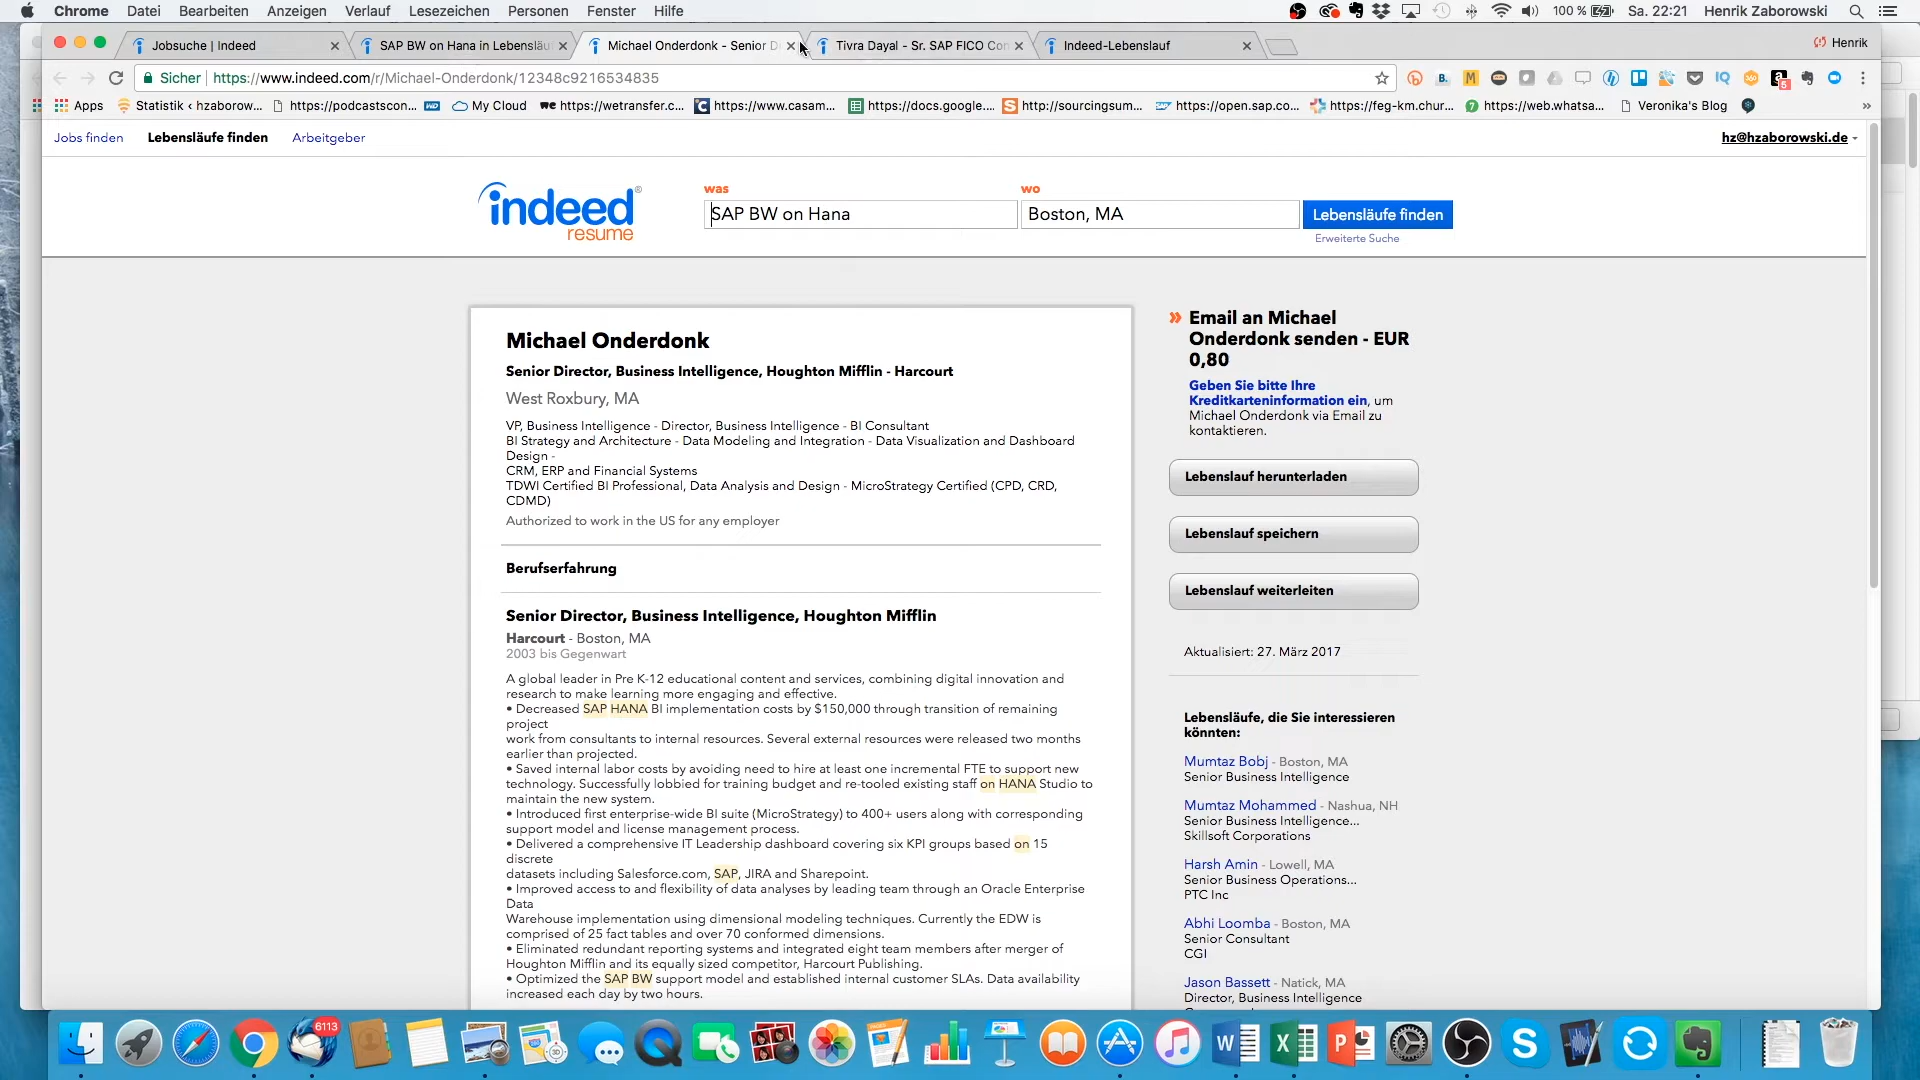 Chrome Datei Bearbeiten Anzeigen Verlauf Lesezeichen Personen Fenster Hilfe 100 % Sa. 22:21 Henrik Zaborowski
Jobsuche | Indeed
SAP BW on Hana in Lebensläu
Michael Onderdonk - Senior D
Tivra Dayal - Sr. SAP FICO Con
Indeed-Lebenslauf
Henrik
Sicher https://www.indeed.com/r/Michael-Onderdonk/12348c9216534835
Apps Statistik < hzaborow... https://podcastscon... My Cloud https://wetransfer.c... https://www.casam... https://docs.google.... http://sourcingsum... https://open.sap.co... https://feg-km.chur... https://web.whatsa... Veronika's Blog »
Jobs finden Lebensläufe finden Arbeitgeber hz@hzaborowski.de
was wo
indeed®
resume
SAP BW on Hana Boston, MA Lebensläufe finden
Erweiterte Suche
Michael Onderdonk
Senior Director, Business Intelligence, Houghton Mifflin - Harcourt
West Roxbury, MA
VP, Business Intelligence - Director, Business Intelligence - BI Consultant
BI Strategy and Architecture - Data Modeling and Integration - Data Visualization and Dashboard
Design -
CRM, ERP and Financial Systems
TDWI Certified BI Professional, Data Analysis and Design - MicroStrategy Certified (CPD, CRD,
CDMD)
Authorized to work in the US for any employer
Berufserfahrung
Senior Director, Business Intelligence, Houghton Mifflin
Harcourt - Boston, MA
2003 bis Gegenwart
A global leader in Pre K-12 educational content and services, combining digital innovation and
research to make learning more engaging and effective.
• Decreased SAP HANA BI implementation costs by $150,000 through transition of remaining
project
work from consultants to internal resources. Several external resources were released two months
earlier than projected.
• Saved internal labor costs by avoiding need to hire at least one incremental FTE to support new
technology. Successfully lobbied for training budget and re-tooled existing staff on HANA Studio to
maintain the new system.
• Introduced first enterprise-wide BI suite (MicroStrategy) to 400+ users along with corresponding
support model and license management process.
• Delivered a comprehensive IT Leadership dashboard covering six KPI groups based on 15
discrete
datasets including Salesforce.com, SAP, JIRA and Sharepoint.
• Improved access to and flexibility of data analyses by leading team through an Oracle Enterprise
Data
Warehouse implementation using dimensional modeling techniques. Currently the EDW is
comprised of 25 fact tables and over 70 conformed dimensions.
• Eliminated redundant reporting systems and integrated eight team members after merger of
Houghton Mifflin and its equally sized competitor, Harcourt Publishing.
• Optimized the SAP BW support model and established internal customer SLAs. Data availability
increased each day by two hours.
» Email an Michael
Onderdonk senden - EUR
0,80
Geben Sie bitte Ihre
Kreditkarteninformation ein, um
Michael Onderdonk via Email zu
kontaktieren.
Lebenslauf herunterladen
Lebenslauf speichern
Lebenslauf weiterleiten
Aktualisiert: 27. März 2017
Lebensläufe, die Sie interessieren
könnten:
Mumtaz Bobj - Boston, MA
Senior Business Intelligence
Mumtaz Mohammed - Nashua, NH
Senior Business Intelligence...
Skillsoft Corporations
Harsh Amin - Lowell, MA
Senior Business Operations...
PTC Inc
Abhi Loomba - Boston, MA
Senior Consultant
CGI
Jason Bassett - Natick, MA
Director, Business Intelligence
6113